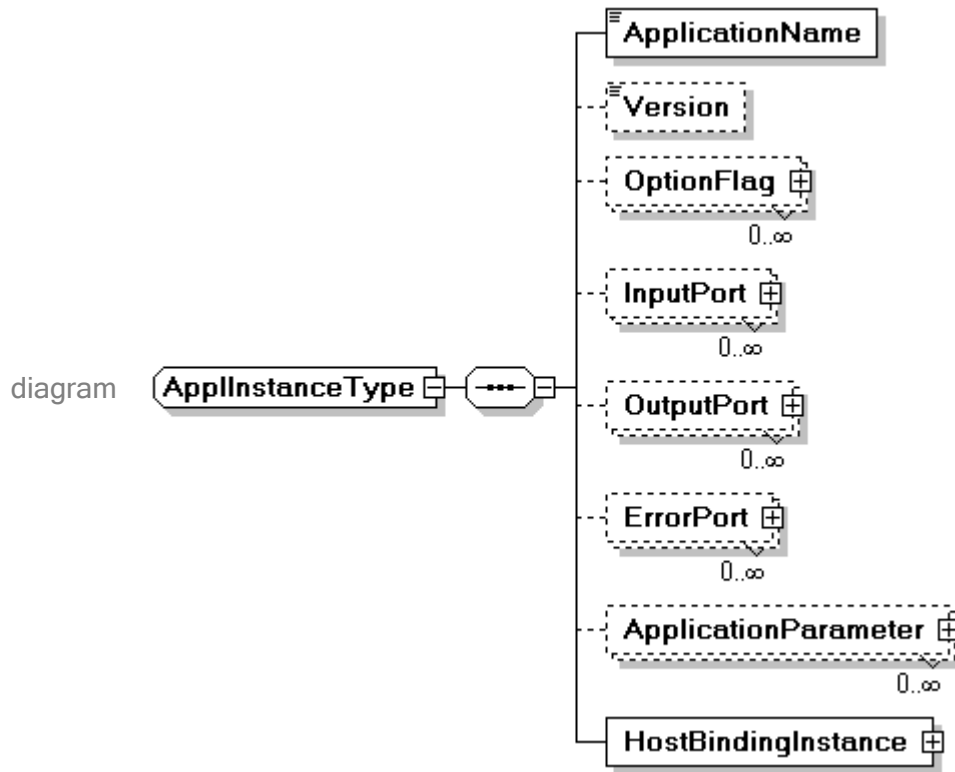 ApplicationName
Version
OptionFlag
0..∞
InputPort
0..∞
diagram
ApplInstanceType
OutputPort
0..∞
ErrorPort
0..∞
ApplicationParameter
0..∞
HostBindingInstance